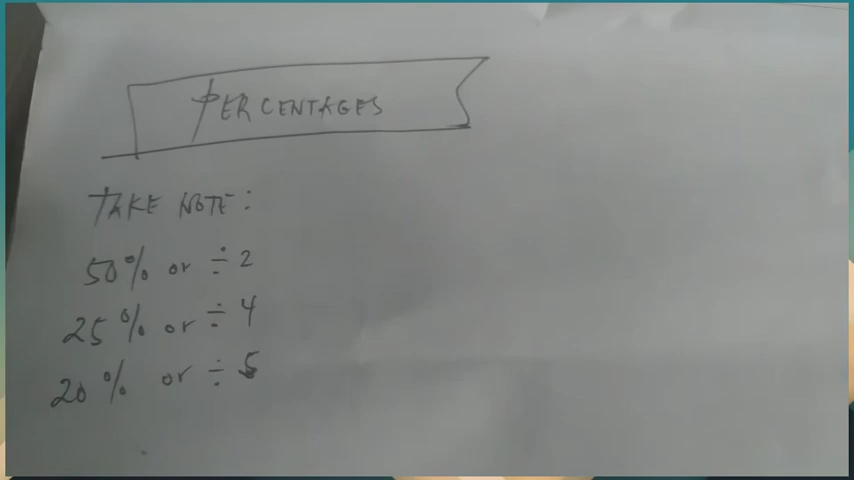 PERCENTAGES
TAKE NOTE:
50% or ÷ 2
25% or ÷ 4
20% or ÷ 5